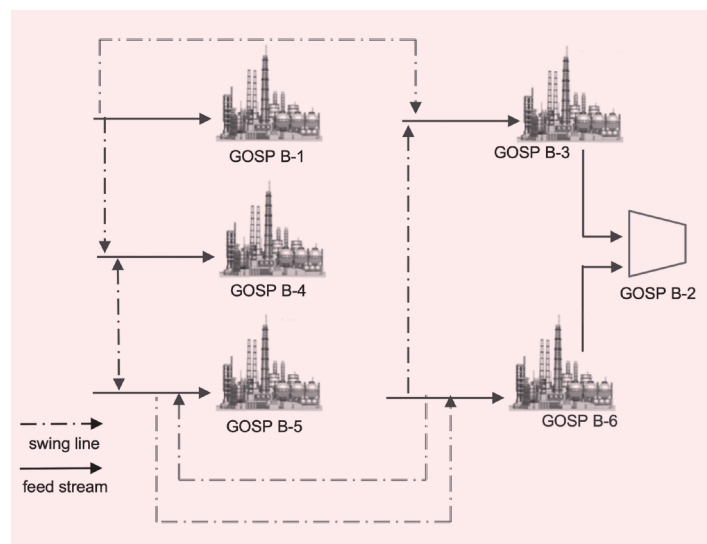 GOSP B-1
GOSP B-3
GOSP B-4
GOSP B-2
GOSP B-5
GOSP B-6
swing line
feed stream